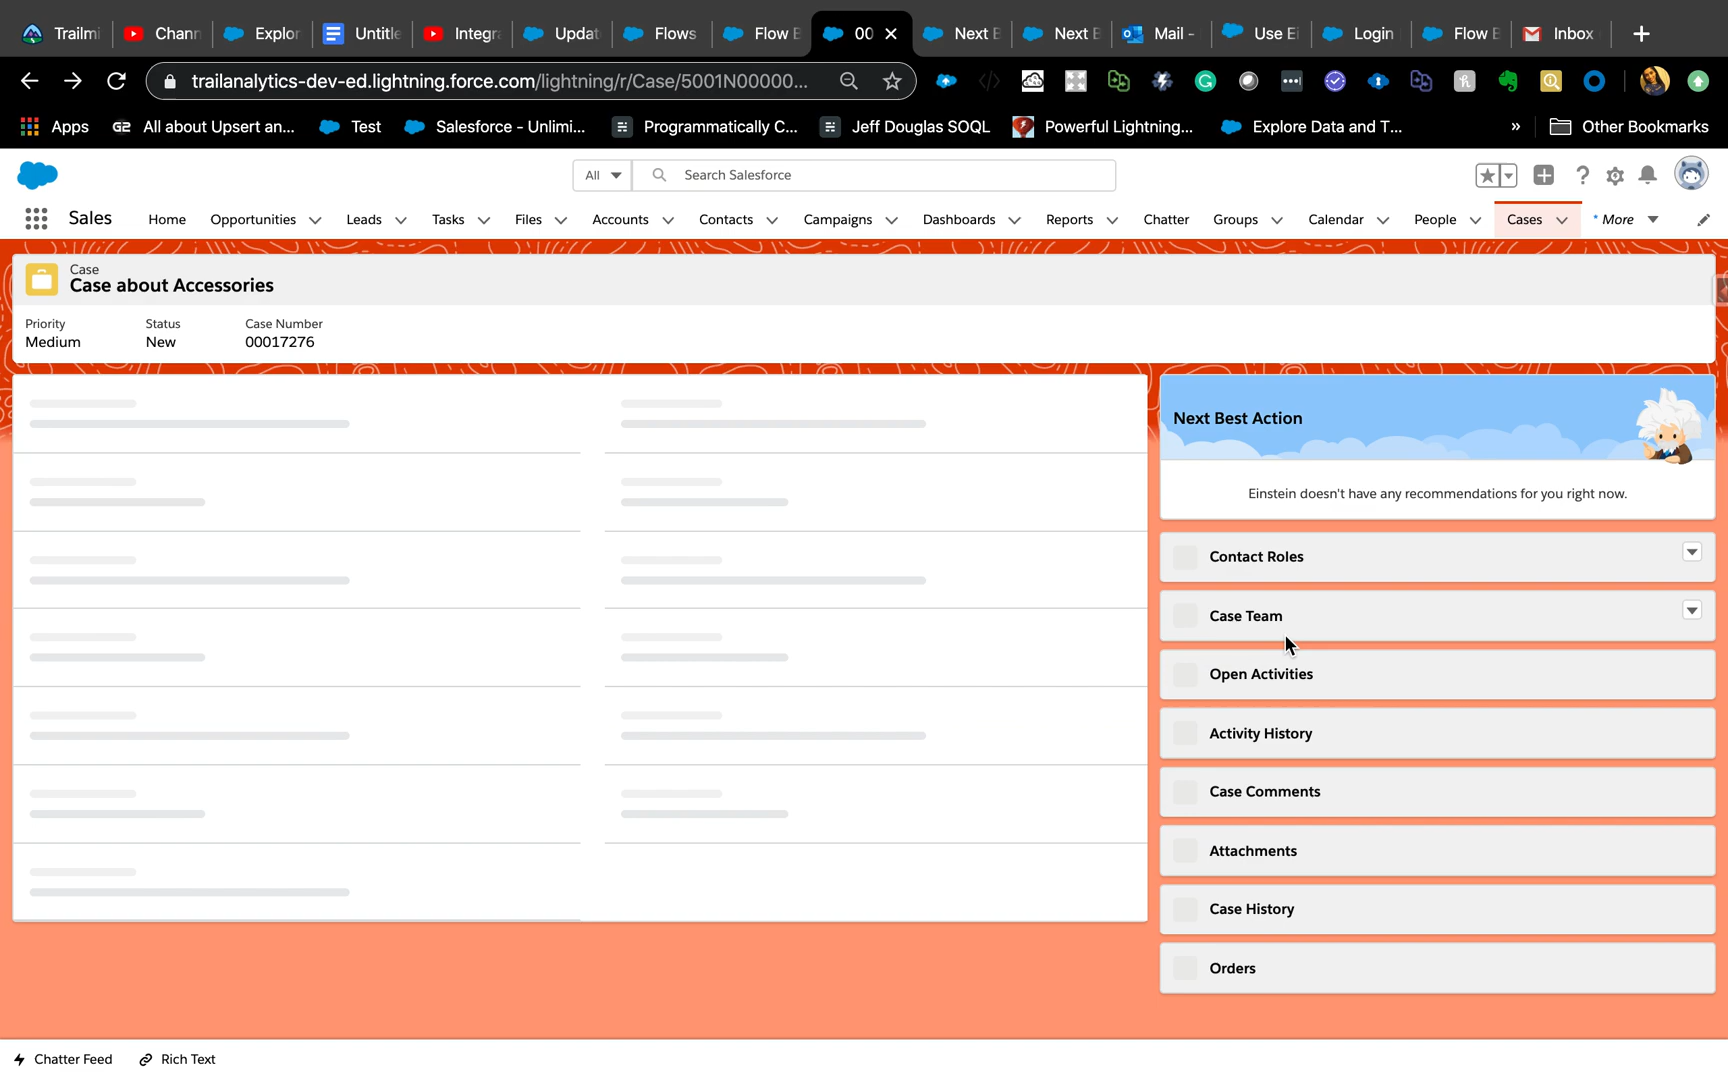 Trailmi Chann Explor Untitle Integra Updat Flows Flow B 00 Next B Next B Mail - Use Ei Login Flow B Inbox
trailanalytics-dev-ed.lightning.force.com/lightning/r/Case/5001N00000...
Apps G2 All about Upsert an... Test Salesforce - Unlimi... Programmatically C... Jeff Douglas SOQL Powerful Lightning... Explore Data and T... » Other Bookmarks
All Search Salesforce
Sales Home Opportunities Leads Tasks Files Accounts Contacts Campaigns Dashboards Reports Chatter Groups Calendar People Cases * More
Case
Case about Accessories
Priority Status Case Number
Medium New 00017276
Next Best Action
Einstein doesn't have any recommendations for you right now.
Contact Roles
Case Team
Open Activities
Activity History
Case Comments
Attachments
Case History
Orders
Chatter Feed Rich Text